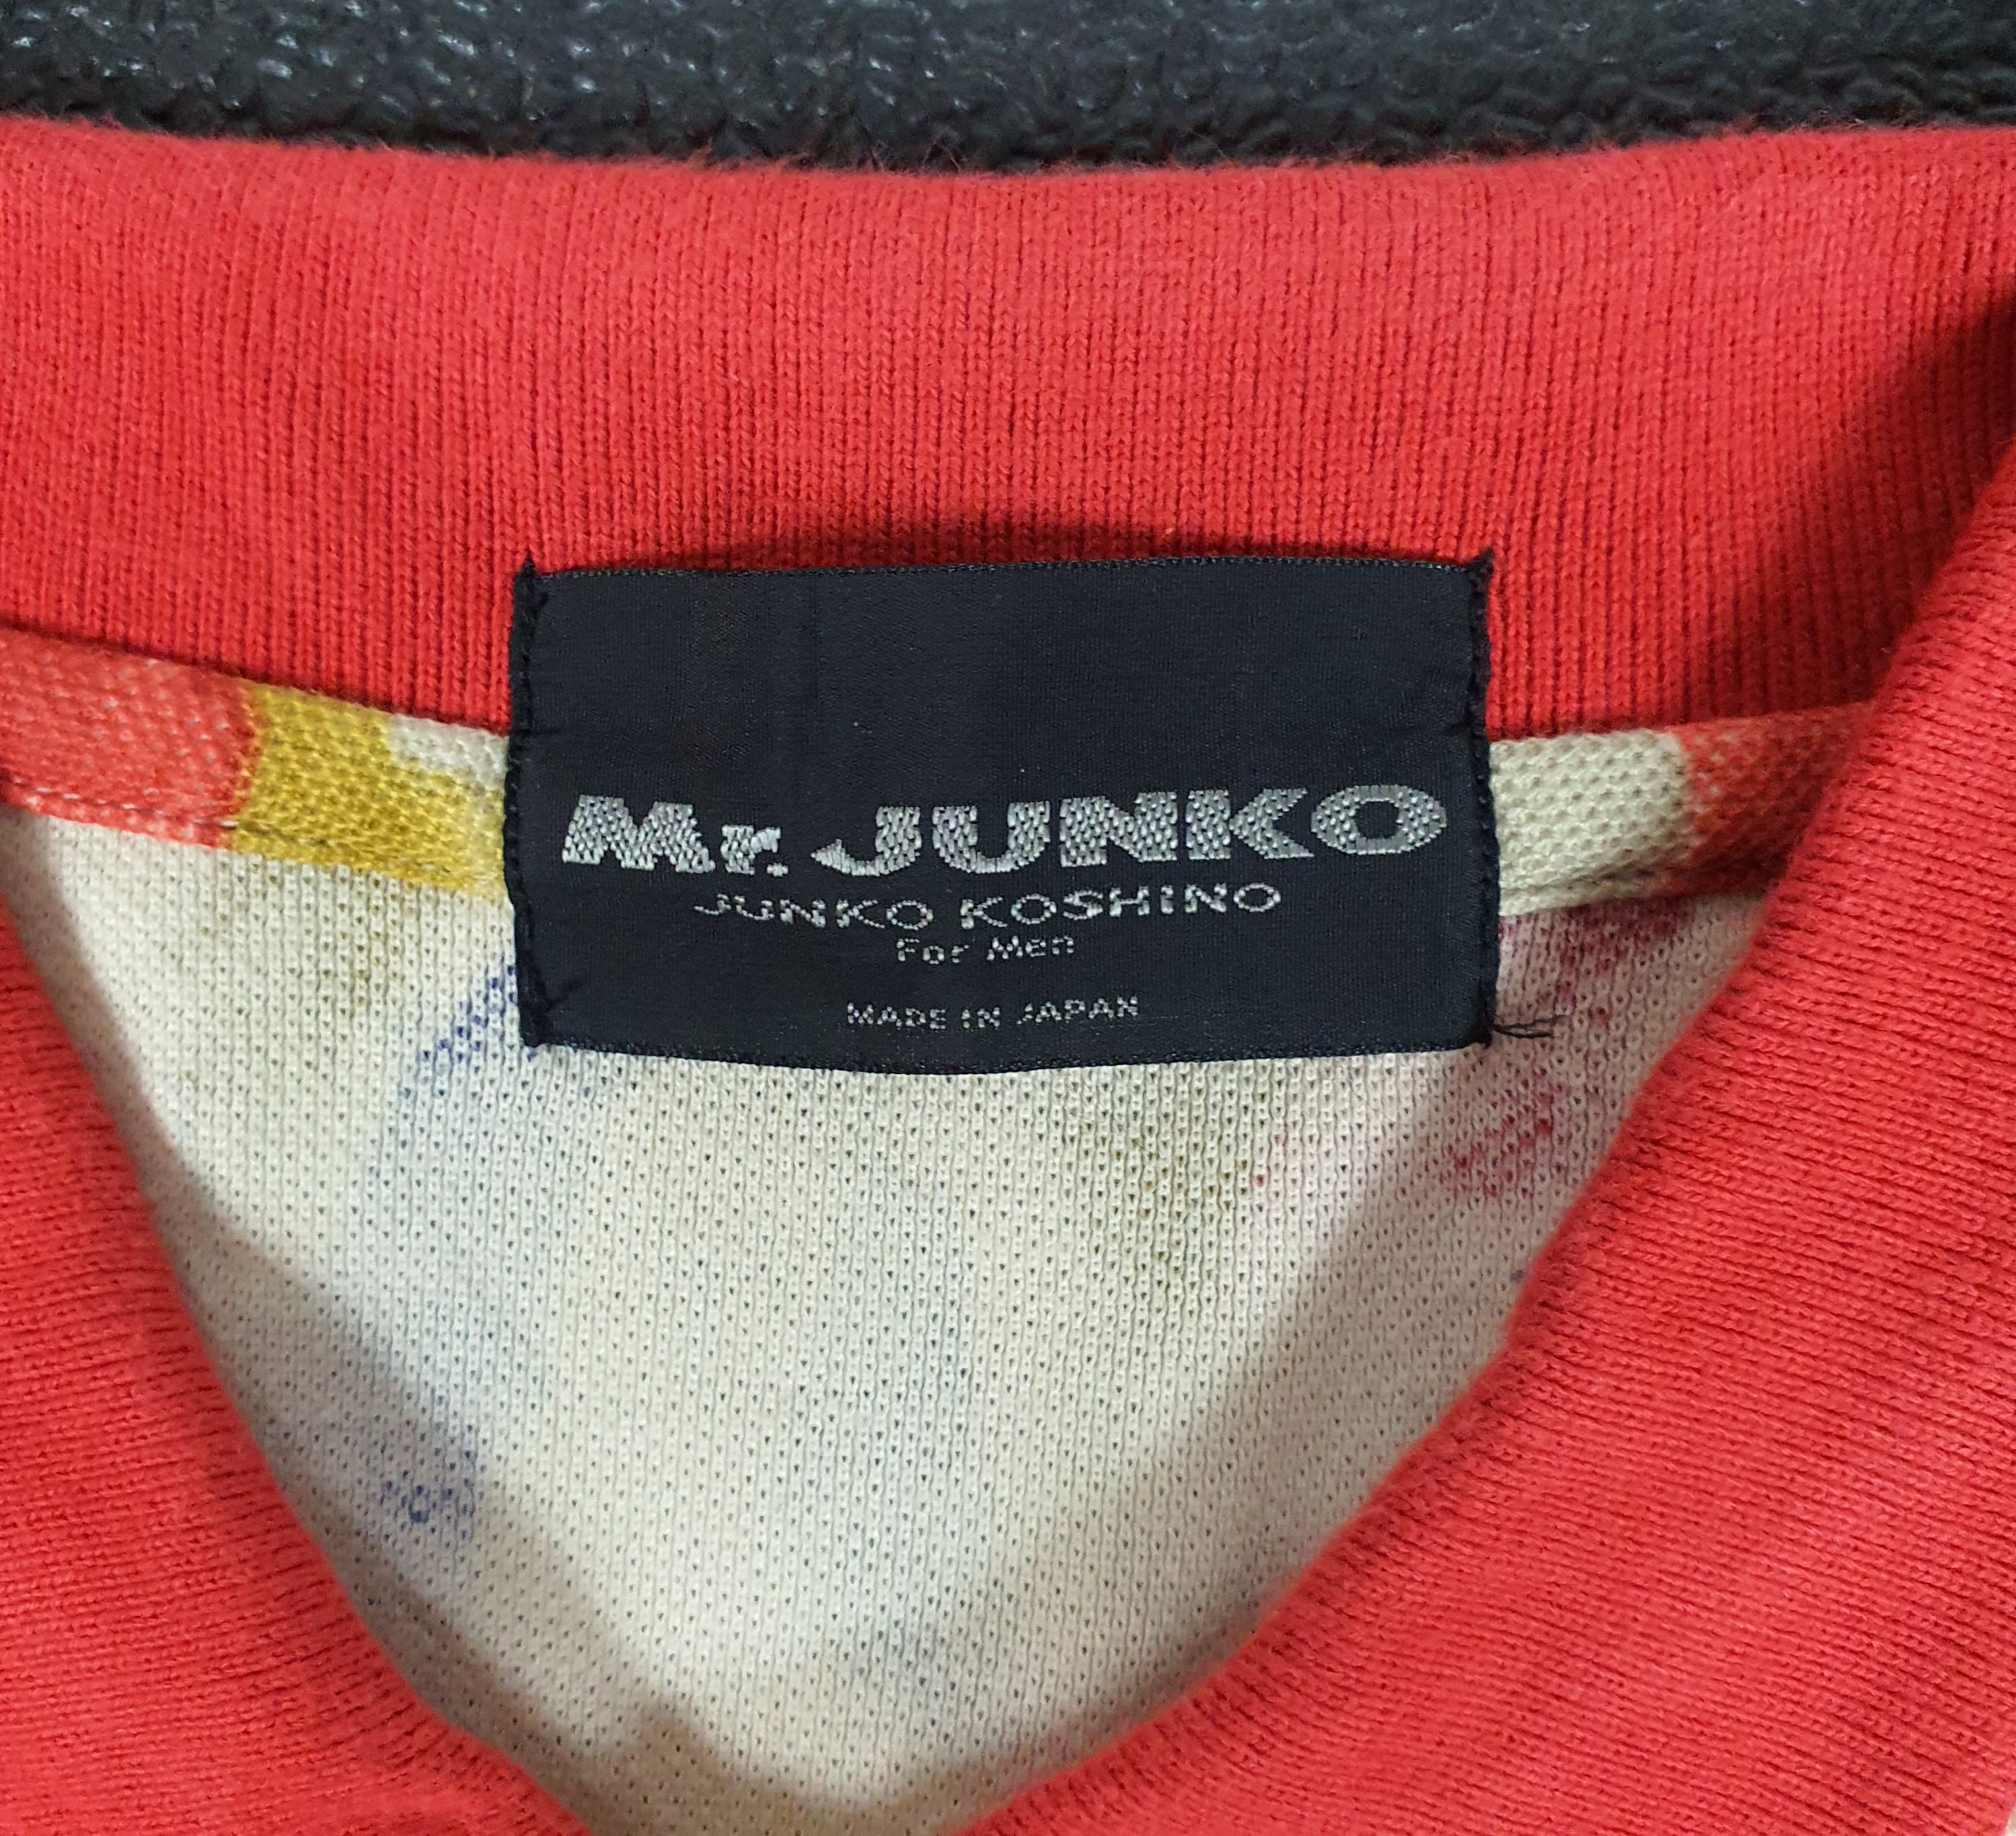 Mr. JUNKO
JUNKO KOSHINO
For Men
MADE IN JAPAN